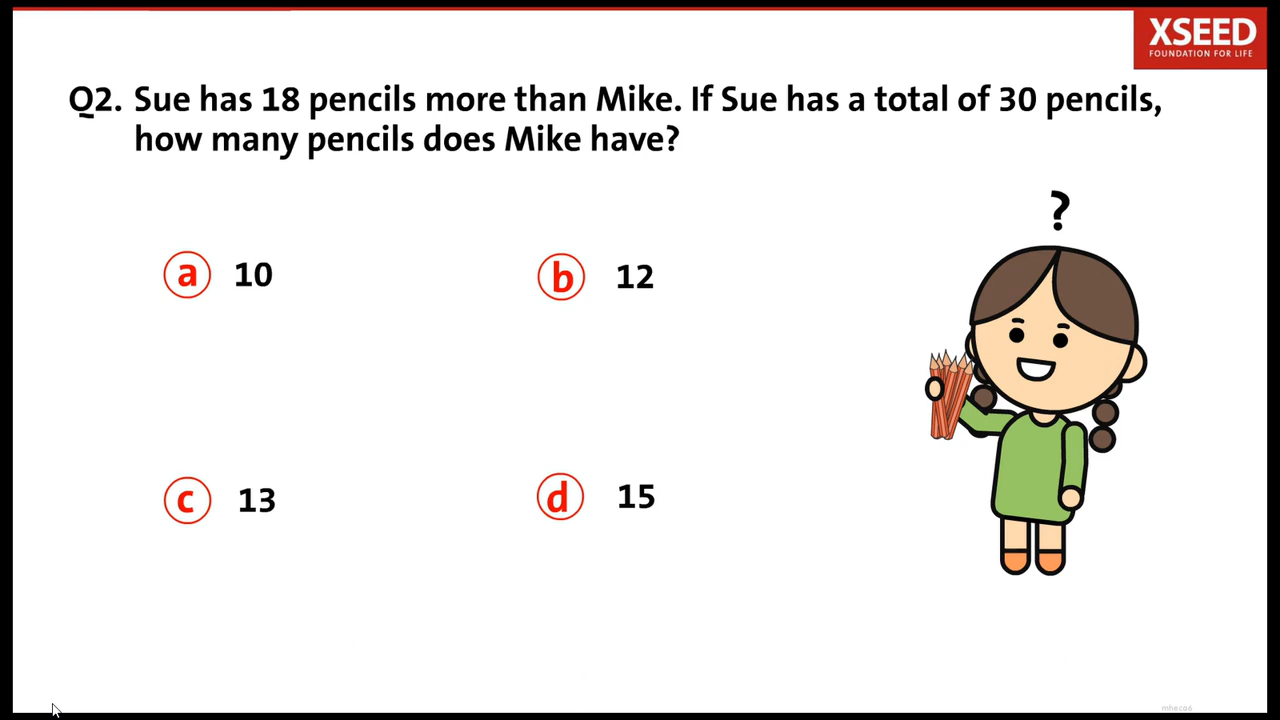 XSEED
FOUNDATION FOR LIFE
Q2. Sue has 18 pencils more than Mike. If Sue has a total of 30 pencils,
how many pencils does Mike have?
?
a 10
b 12
c 13
d 15
mhecas